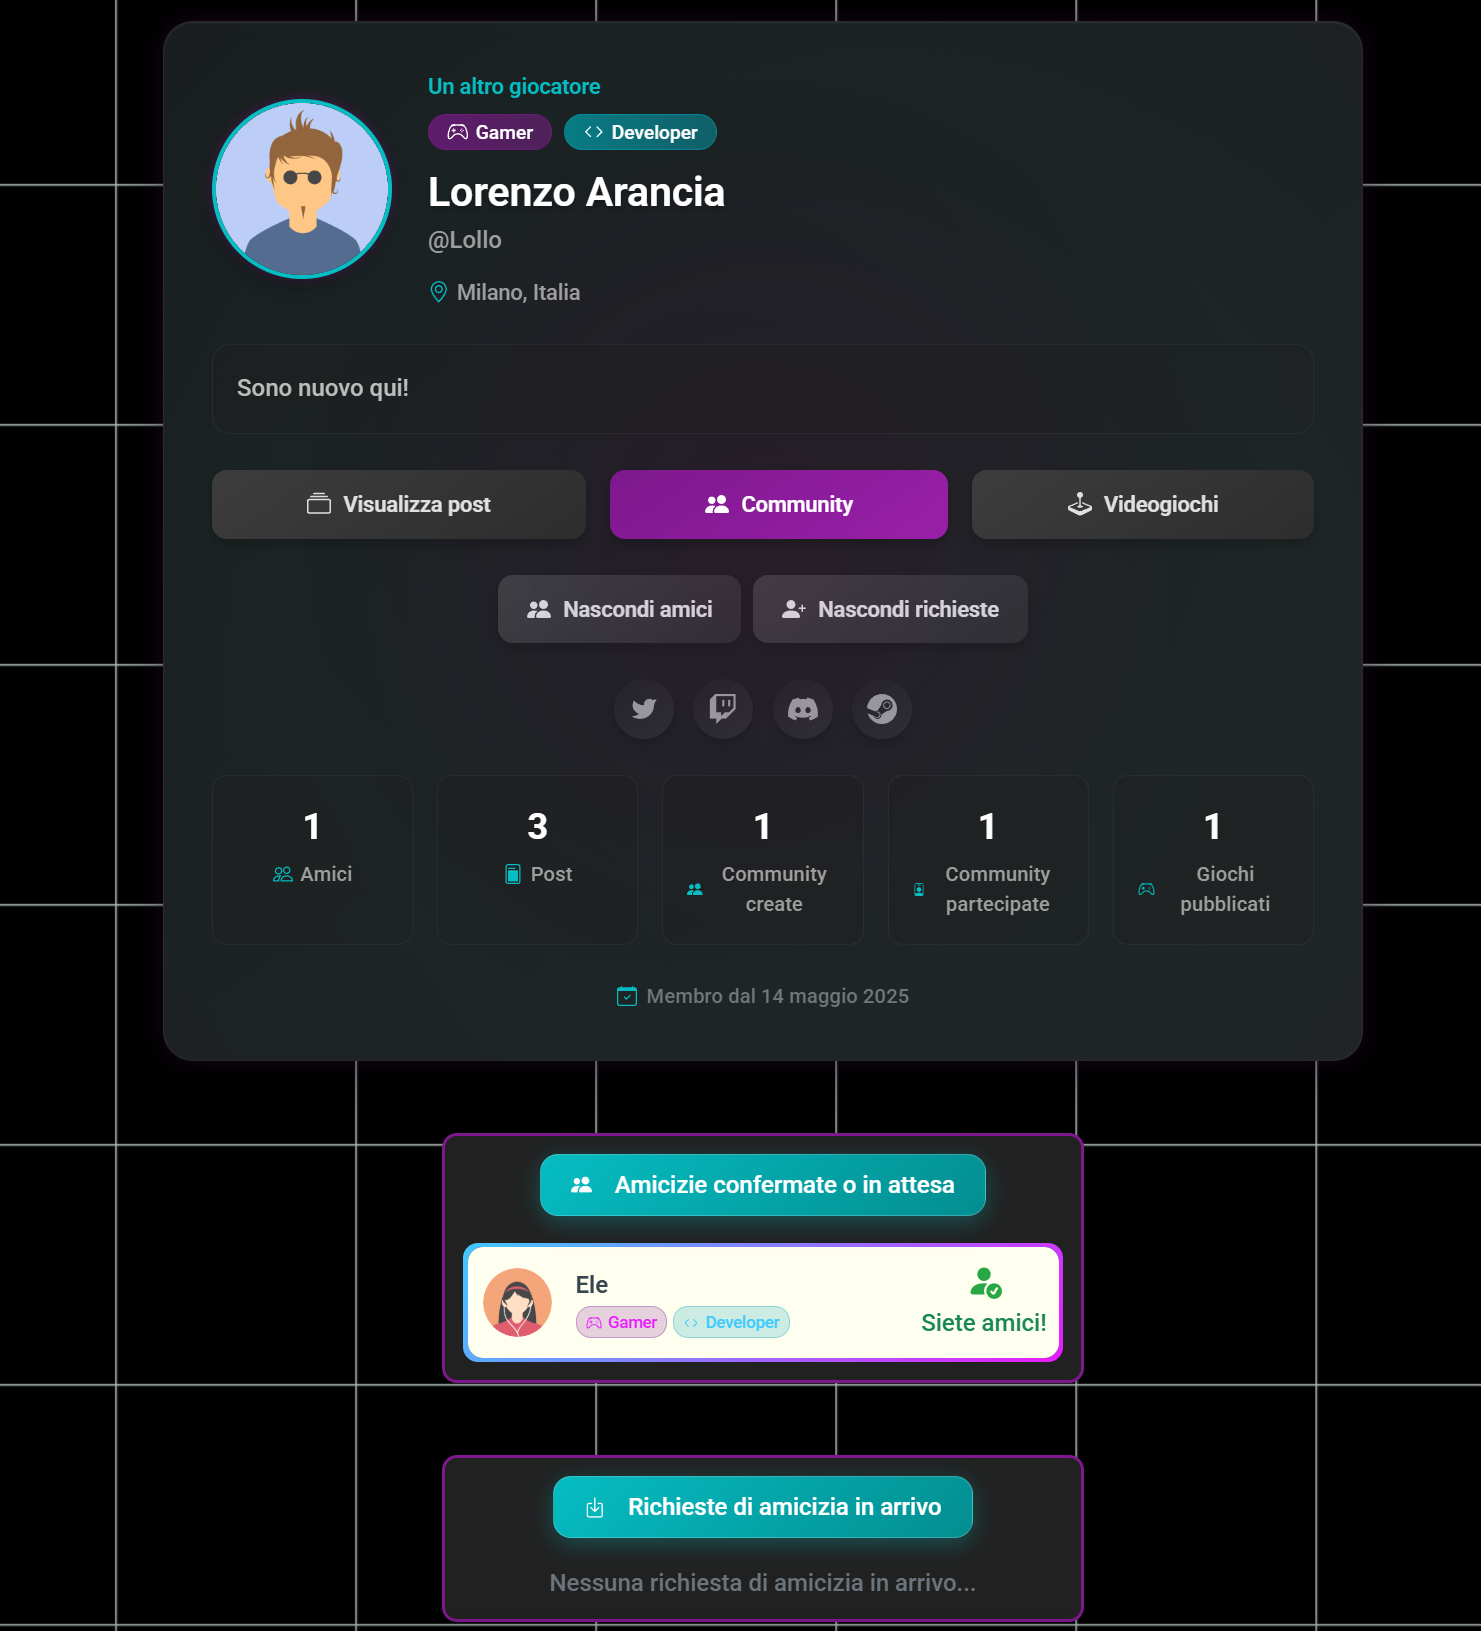 Un altro giocatore
Gamer
Developer
Lorenzo Arancia
@Lollo
Milano, Italia
Sono nuovo qui!
Visualizza post
Community
Videogiochi
Nascondi amici
Nascondi richieste
1
Amici
3
Post
1
Community
create
1
Community
partecipate
1
Giochi
pubblicati
Membro dal 14 maggio 2025
Amicizie confermate o in attesa
Ele
Gamer
Developer
Siete amici!
Richieste di amicizia in arrivo
Nessuna richiesta di amicizia in arrivo...